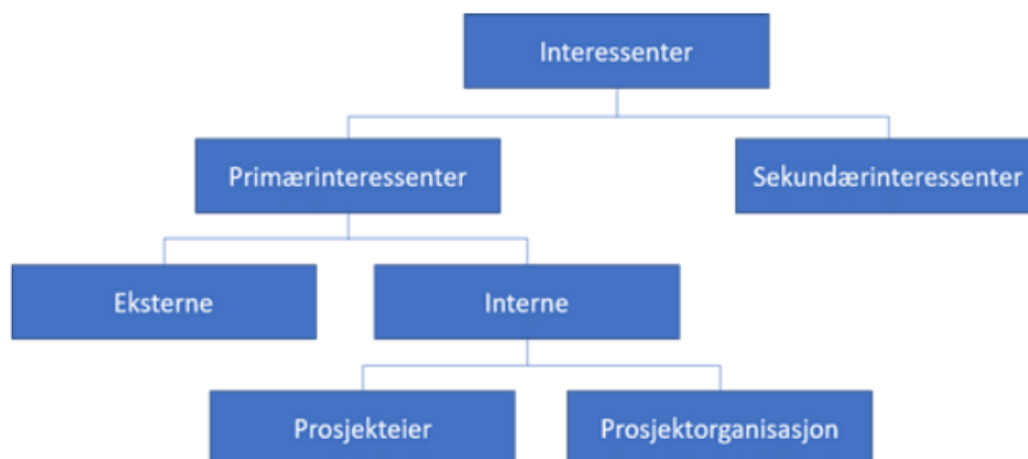 Interessenter
Primærinteressenter
Sekundærinteressenter
Eksterne
Interne
Prosjekteier
Prosjektorganisasjon